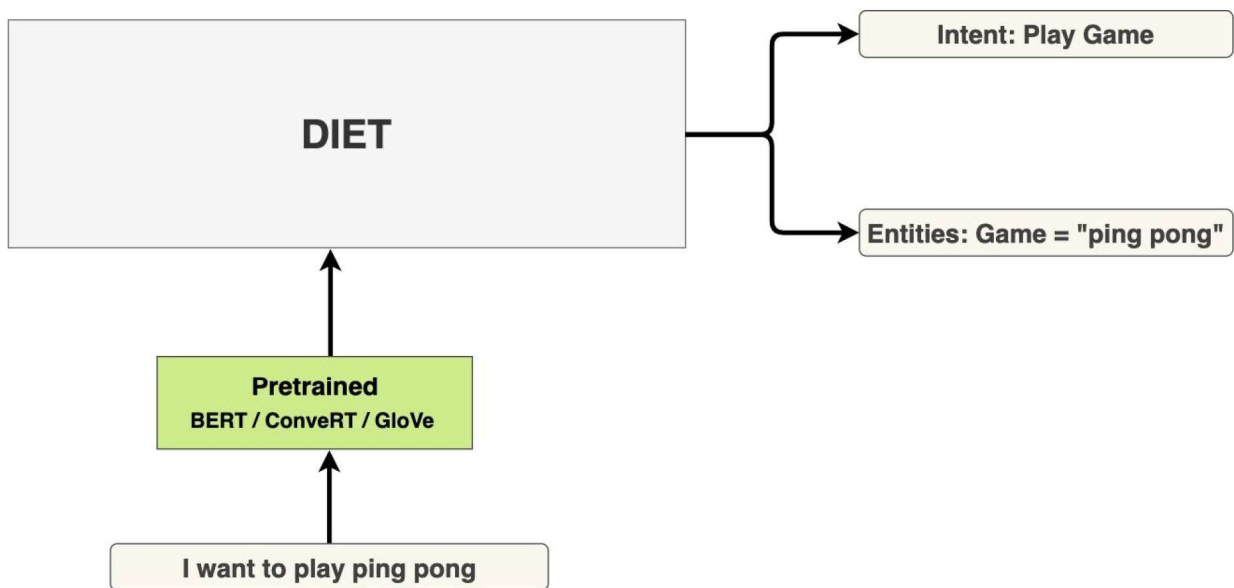 DIET
Intent: Play Game
Entities: Game = "ping pong"
Pretrained
BERT / ConveRT / GloVe
I want to play ping pong